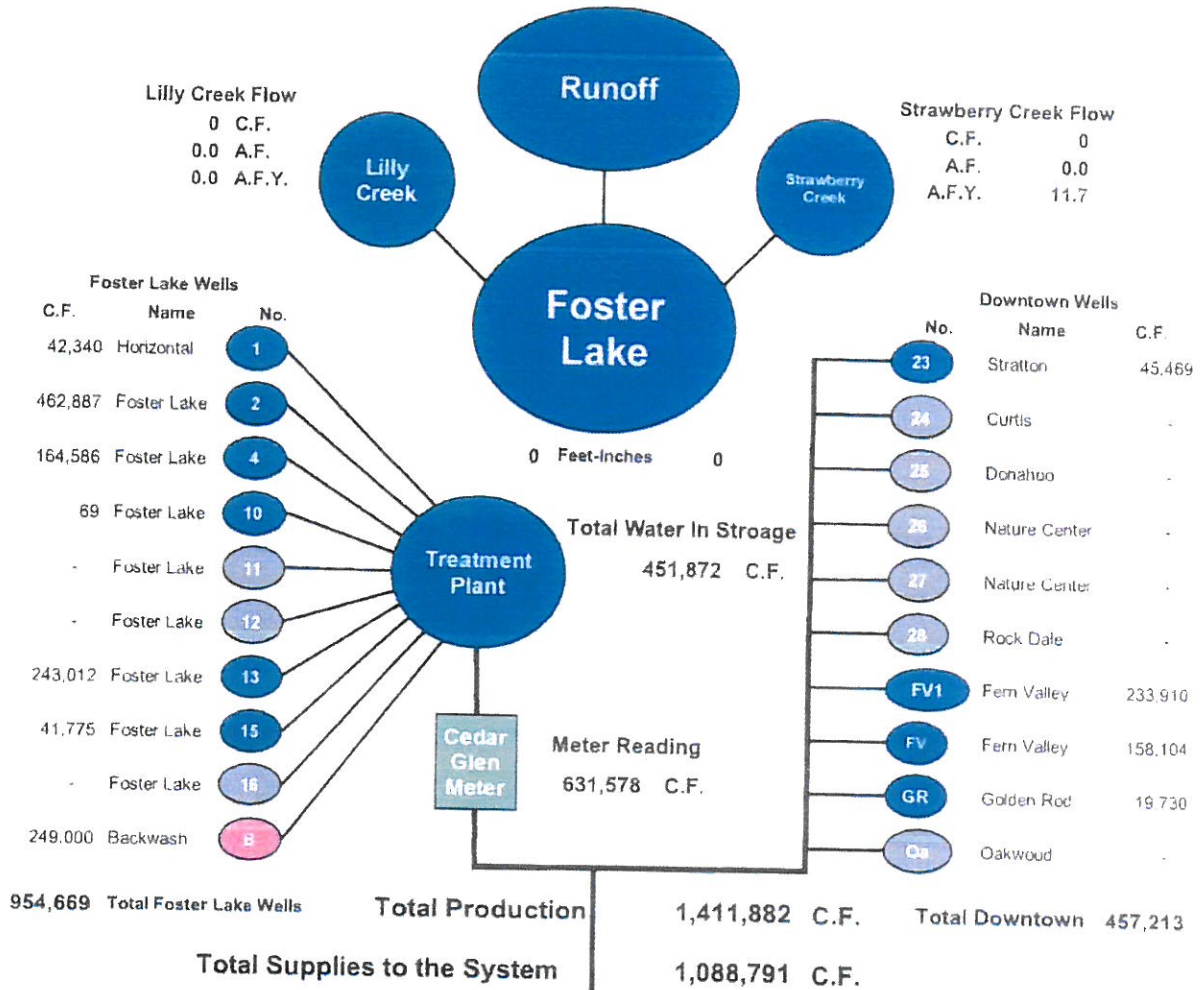 Runoff
Lilly Creek Flow
0 C.F.
0.0 A.F.
0.0 A.F.Y.
Lilly
Creek
Strawberry
Creek
Strawberry Creek Flow
C.F. 0
A.F. 0.0
A.F.Y. 11.7
Foster
Lake
0 Feet-Inches 0
Foster Lake Wells
C.F. Name No.
42,340 Horizontal 1
462,887 Foster Lake 2
164,586 Foster Lake 4
69 Foster Lake 10
- Foster Lake 11
- Foster Lake 12
243,012 Foster Lake 13
41,775 Foster Lake 15
- Foster Lake 16
249.000 Backwash B
954,669 Total Foster Lake Wells
Treatment
Plant
Total Water In Stroage
451,872 C.F.
Cedar
Glen
Meter
Meter Reading
631,578 C.F.
Downtown Wells
No. Name C.F.
23 Stratton 45,469
24 Curtis -
25 Donahoo -
26 Nature Center -
27 Nature Center -
28 Rock Dale -
FV1 Fern Valley 233,910
FV Fern Valley 158,104
GR Golden Rod 19 730
Oa Oakwood -
Total Downtown 457,213
Total Production 1,411,882 C.F.
Total Supplies to the System 1,088,791 C.F.